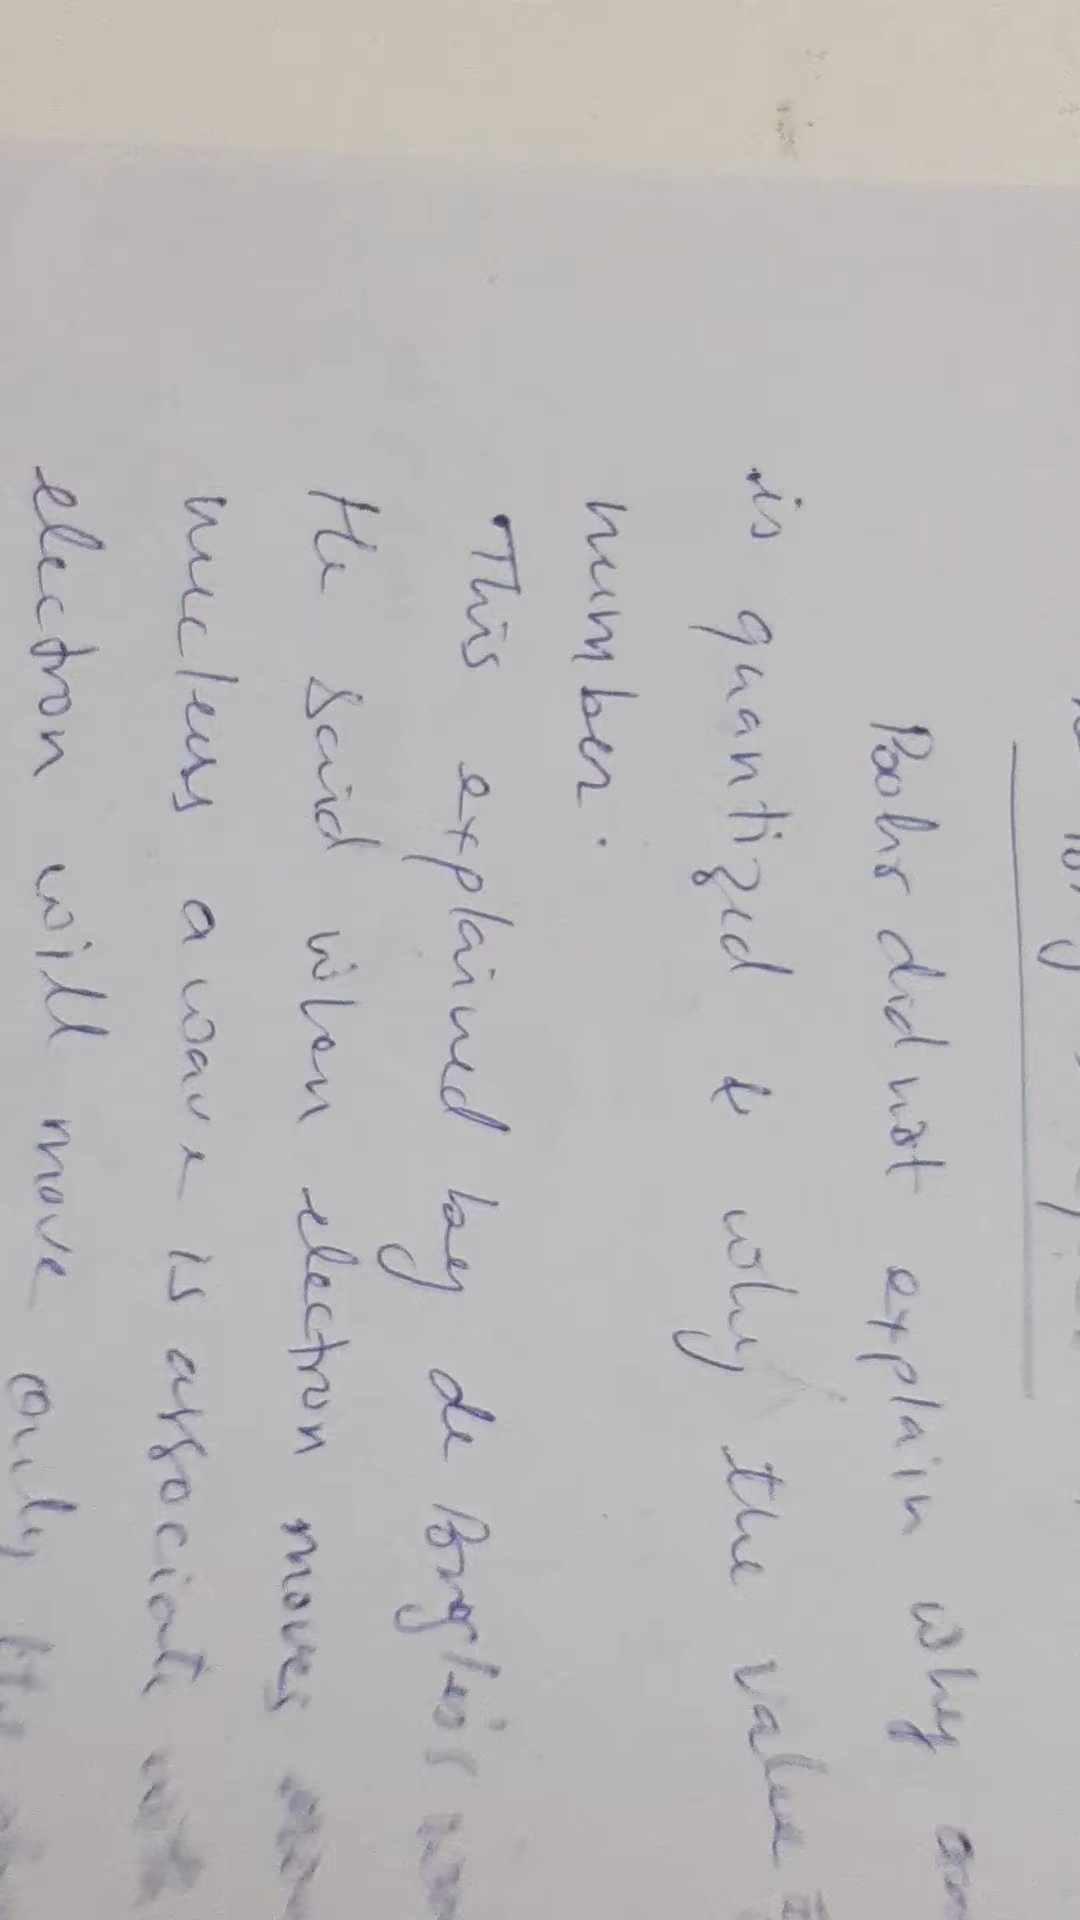 Bohr did not explain why
is quantized & why the value
number.
This explained by de Broglie's
He said when electron moves
nucleus a wave is associate
electron will move only